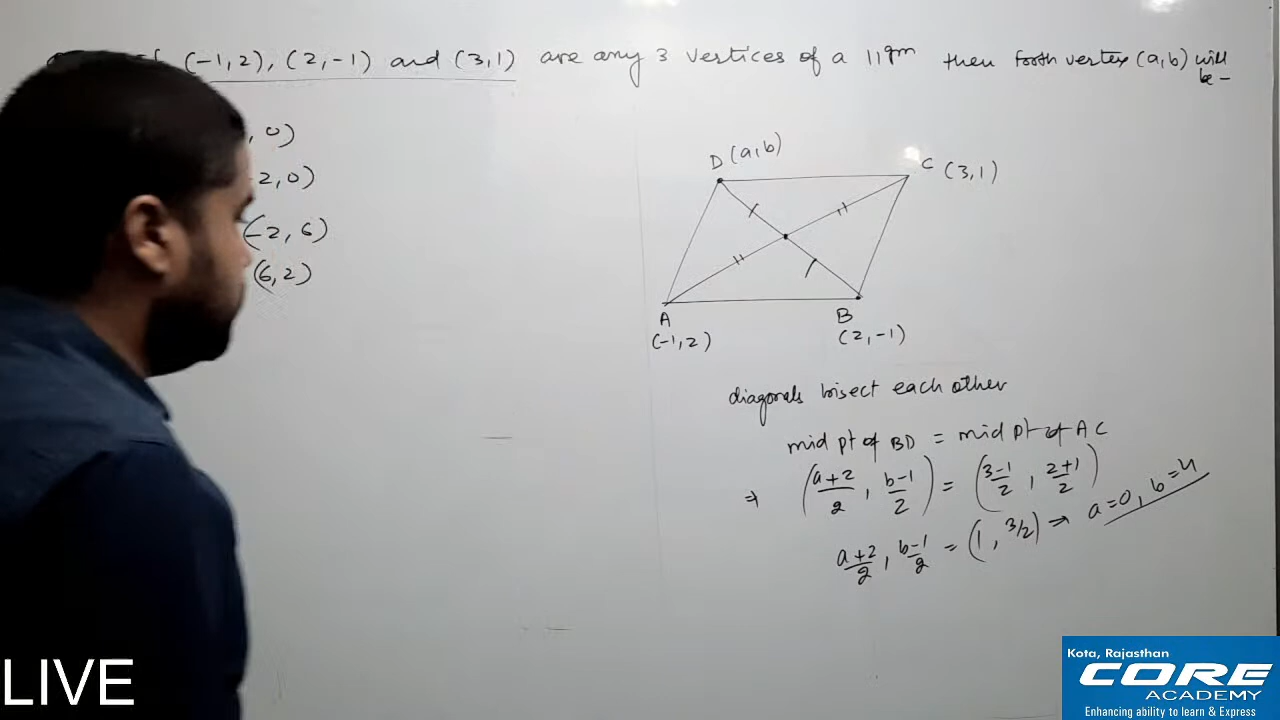 (-1,2), (2,-1) and (3,1) are any 3 vertices of a 11gm then forth vertex (a,b) will
be -
, 0)
2,0)
(-2, 6)
(6,2)
D (a,b)
C (3,1)
A
(-1,2)
B
(2,-1)
diagonals bisect each other
mid pt of BD = mid pt of AC
⇒ (a+2/2, b-1/2) = (3-1/2, 2+1/2)
a+2/2, b-1/2 = (1, 3/2) ⇒ a=0, b=4
LIVE
Kota, Rajasthan
CORE
ACADEMY
Enhancing ability to learn & Express